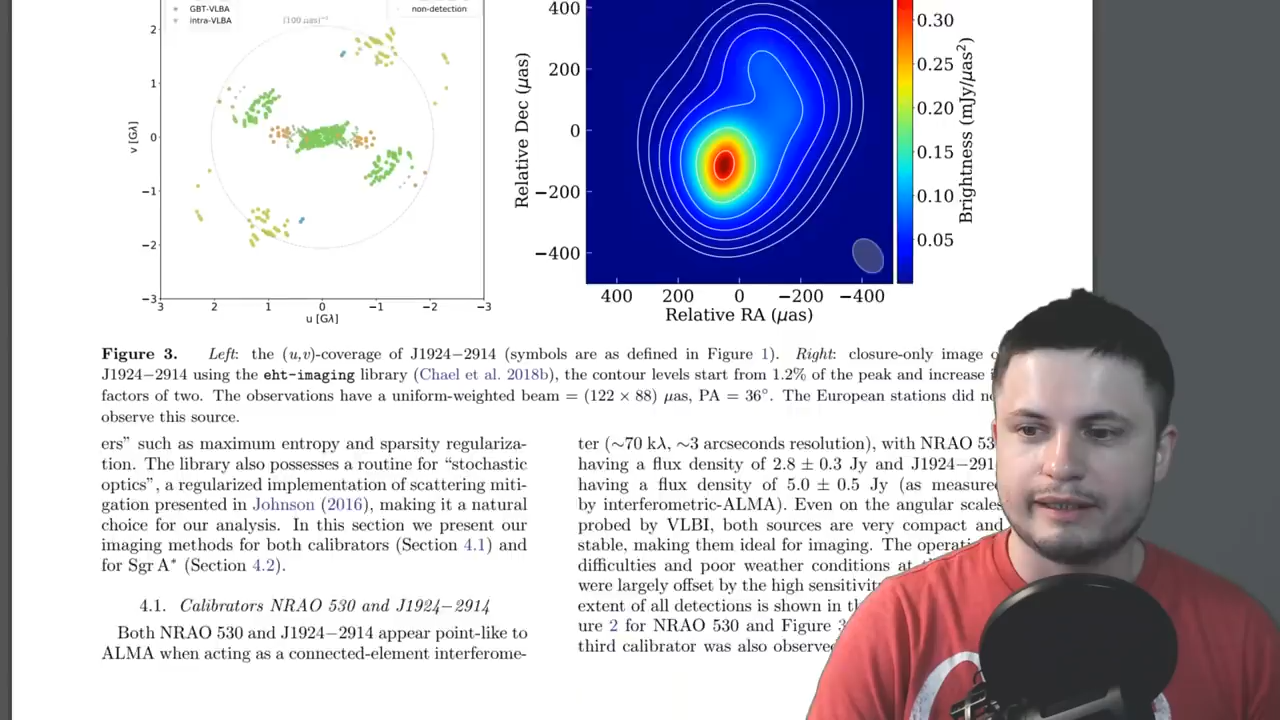 GBT-VLBA
intra-VLBA
(100 μas)⁻¹
non-detection
2
1
0
−1
−2
−3
3
2
1
0
−1
−2
−3
v [Gλ]
u [Gλ]
400
200
0
−200
−400
Relative Dec (μas)
400
200
0
−200
−400
Relative RA (μas)
0.30
0.25
0.20
0.15
0.10
0.05
Brightness (mJy/μas²)
Figure 3. Left: the (u,v)-coverage of J1924−2914 (symbols are as defined in Figure 1). Right: closure-only image
J1924−2914 using the eht-imaging library (Chael et al. 2018b), the contour levels start from 1.2% of the peak and increase
factors of two. The observations have a uniform-weighted beam = (122 × 88) μas, PA = 36°. The European stations did
observe this source.
ers” such as maximum entropy and sparsity regulariza-
tion. The library also possesses a routine for “stochastic
optics”, a regularized implementation of scattering miti-
gation presented in Johnson (2016), making it a natural
choice for our analysis. In this section we present our
imaging methods for both calibrators (Section 4.1) and
for Sgr A* (Section 4.2).
4.1. Calibrators NRAO 530 and J1924−2914
Both NRAO 530 and J1924−2914 appear point-like to
ALMA when acting as a connected-element interferome-
ter (∼70 kλ, ∼3 arcseconds resolution), with NRAO 53
having a flux density of 2.8 ± 0.3 Jy and J1924−291
having a flux density of 5.0 ± 0.5 Jy (as measure
by interferometric-ALMA). Even on the angular scales
probed by VLBI, both sources are very compact and
stable, making them ideal for imaging. The operati
difficulties and poor weather conditions at
were largely offset by the high sensitivit
extent of all detections is shown in
ure 2 for NRAO 530 and Figure 3
third calibrator was also observe